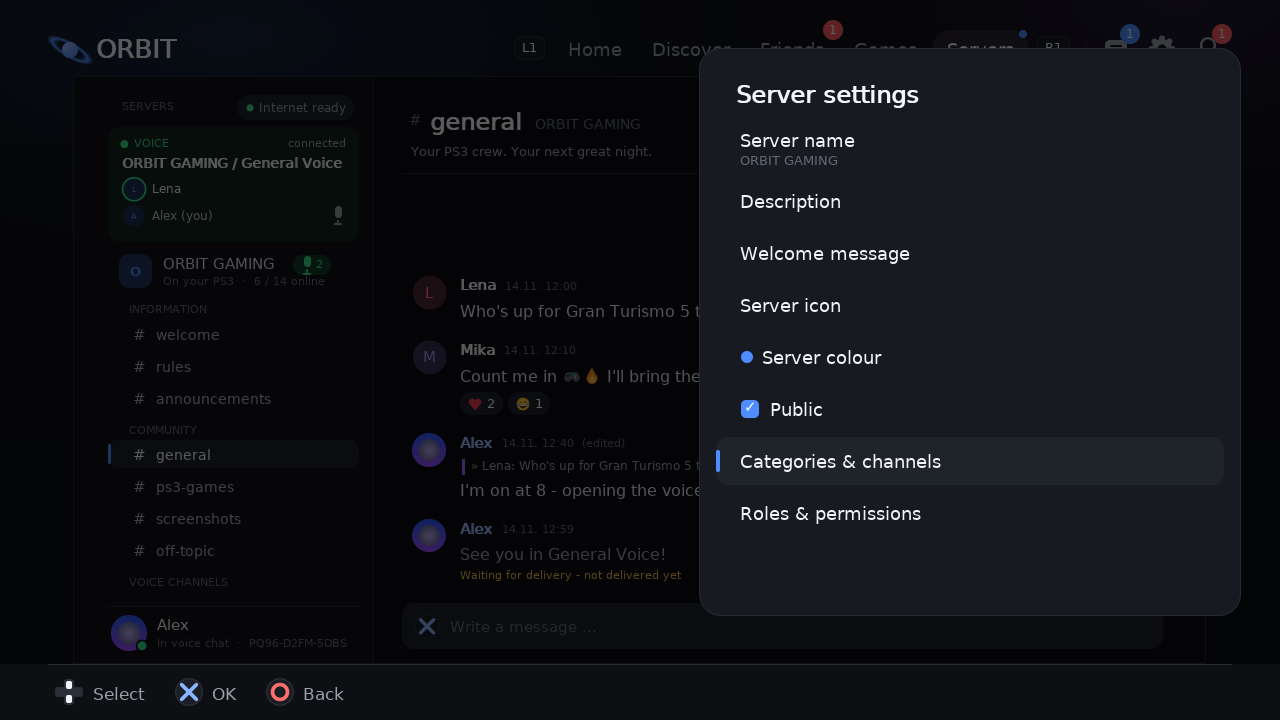 ORBIT
L1
Home
Discover
Friends
1
Games
Servers
R1
1
1
SERVERS
Internet ready
VOICE
connected
ORBIT GAMING / General Voice
L
Lena
A
Alex (you)
O
ORBIT GAMING
2
On your PS3 · 6 / 14 online
INFORMATION
# welcome
# rules
# announcements
COMMUNITY
# general
# ps3-games
# screenshots
# off-topic
VOICE CHANNELS
Alex
In voice chat · PQ96-D2FM-5DBS
# general ORBIT GAMING
Your PS3 crew. Your next great night.
L
Lena 14.11. 12:00
Who's up for Gran Turismo 5 t
M
Mika 14.11. 12:10
Count me in 🎮 🔥 I'll bring the
❤️ 2 😄 1
Alex 14.11. 12:40 (edited)
» Lena: Who's up for Gran Turismo 5 t
I'm on at 8 - opening the voice
Alex 14.11. 12:59
See you in General Voice!
Waiting for delivery - not delivered yet
Write a message ...
Server settings
Server name
ORBIT GAMING
Description
Welcome message
Server icon
Server colour
Public
Categories & channels
Roles & permissions
Select
OK
Back